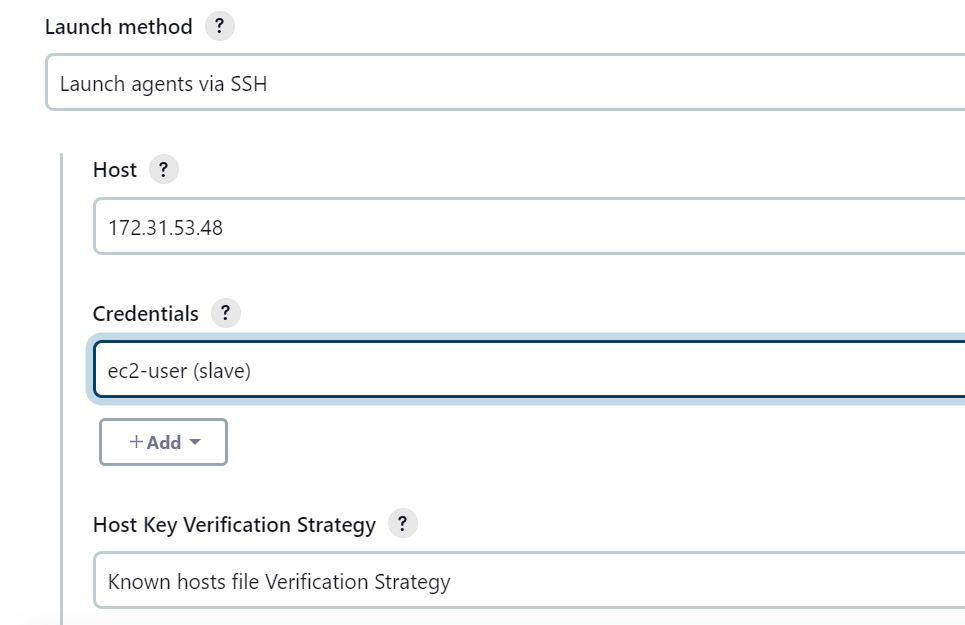 Launch method ?
Launch agents via SSH
Host ?
172.31.53.48
Credentials ?
ec2-user (slave)
+Add
Host Key Verification Strategy ?
Known hosts file Verification Strategy